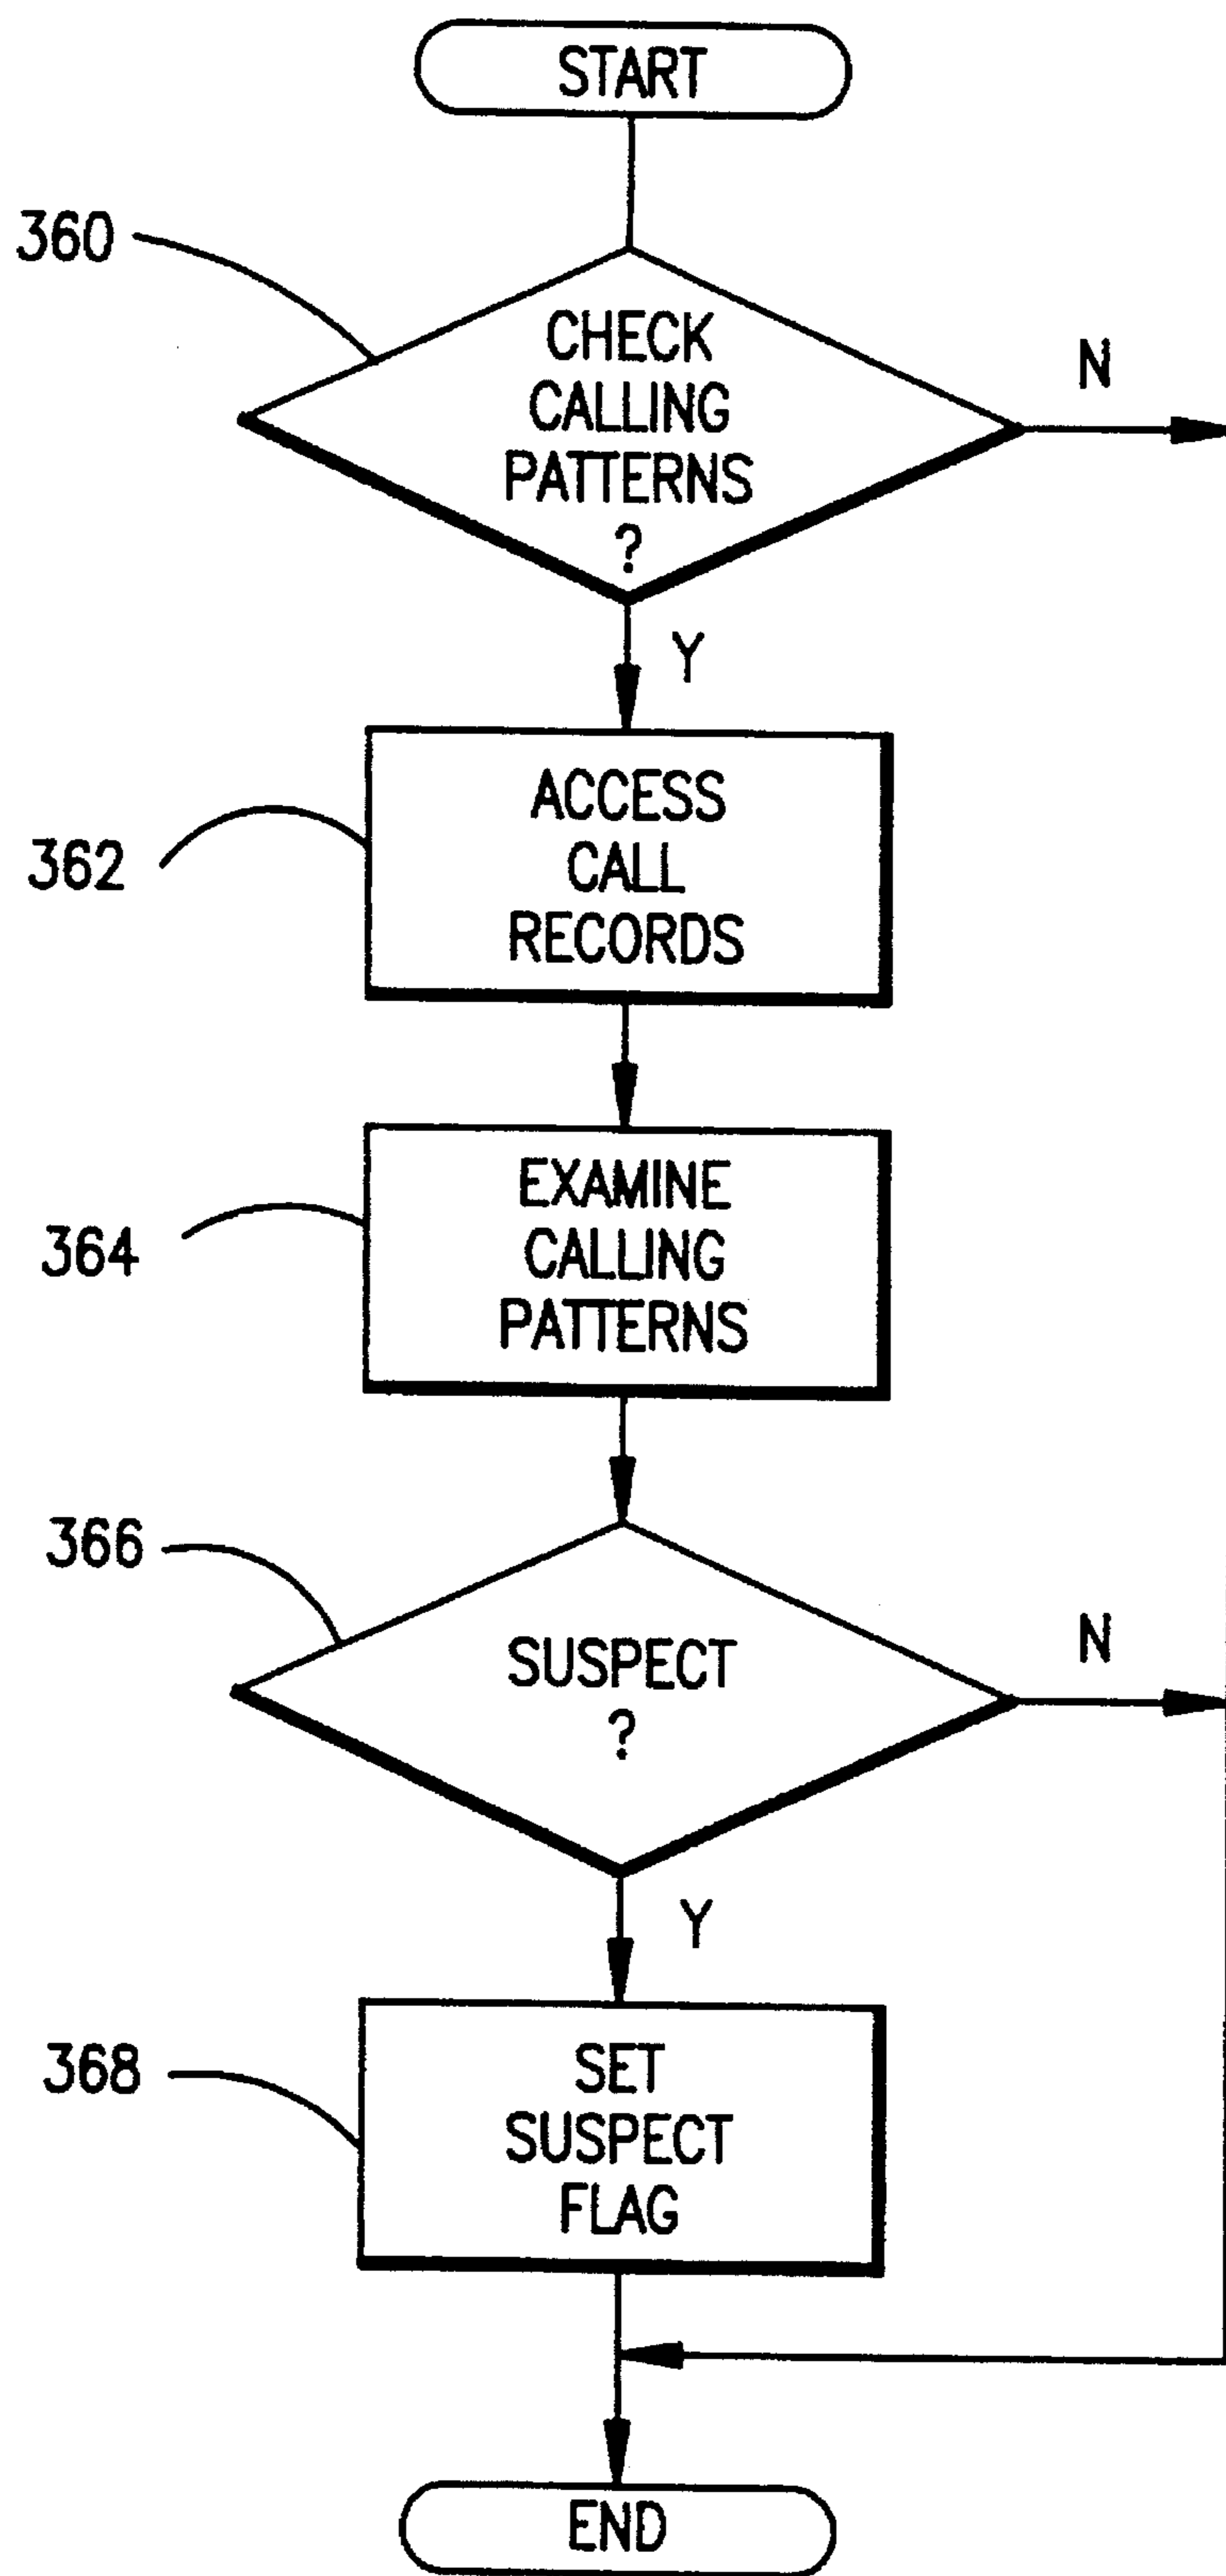 START
360
CHECK
CALLING
PATTERNS
?
N
Y
362
ACCESS
CALL
RECORDS
364
EXAMINE
CALLING
PATTERNS
366
SUSPECT
?
N
Y
368
SET
SUSPECT
FLAG
END